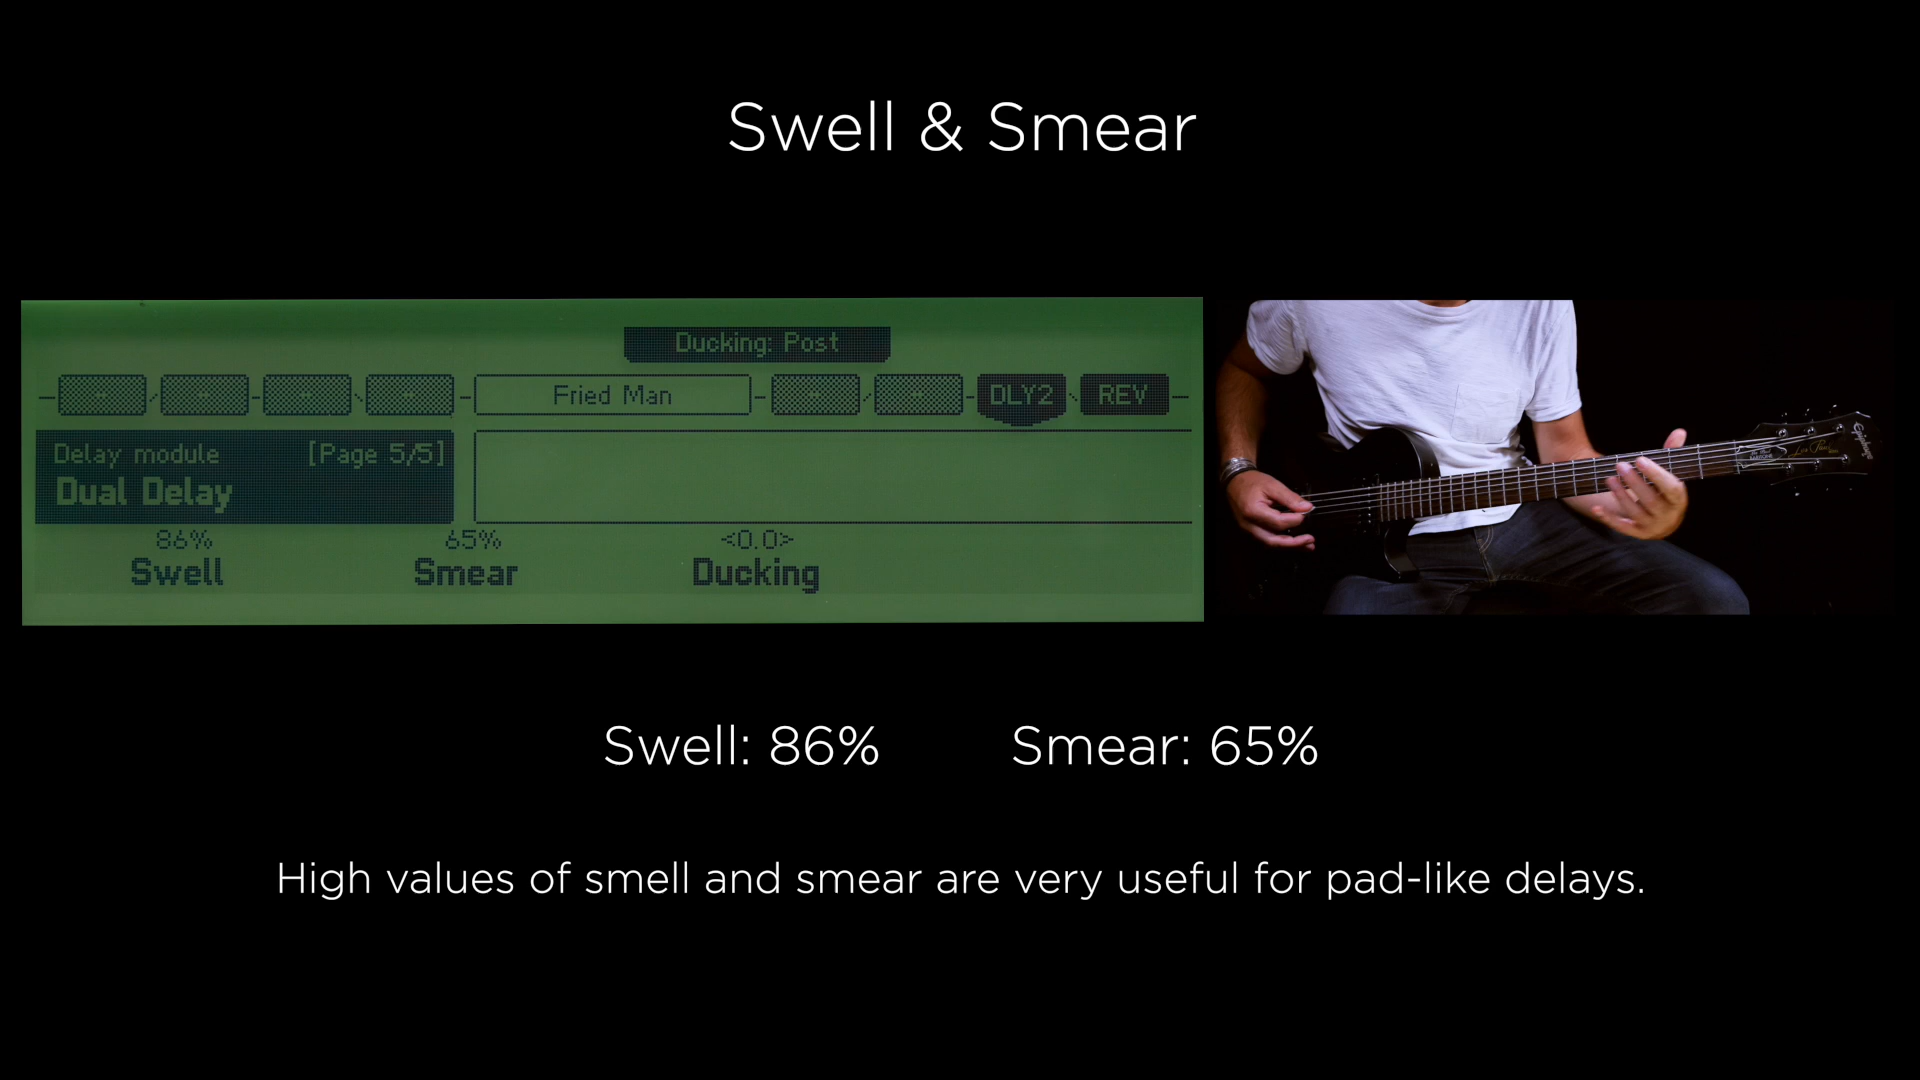 Swell & Smear
Ducking: Post
Fried Man
DLY2
REV
Delay module [Page 5/5]
Dual Delay
86% 65% <0.0>
Swell Smear Ducking
Epiphone
Swell: 86% Smear: 65%
High values of smell and smear are very useful for pad-like delays.